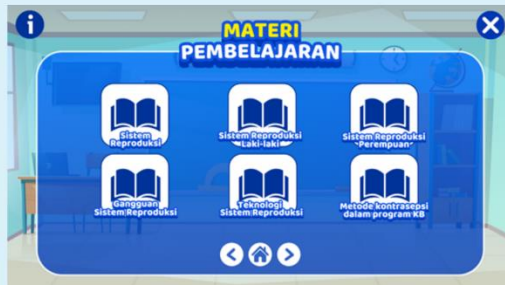 MATERI
PEMBELAJARAN
Sistem
Reproduksi
Sistem Reproduksi
Laki-laki
Sistem Reproduksi
Perempuan
Gangguan
Sistem Reproduksi
Teknologi
Sistem Reproduksi
Metode kontrasepsi
dalam program KB